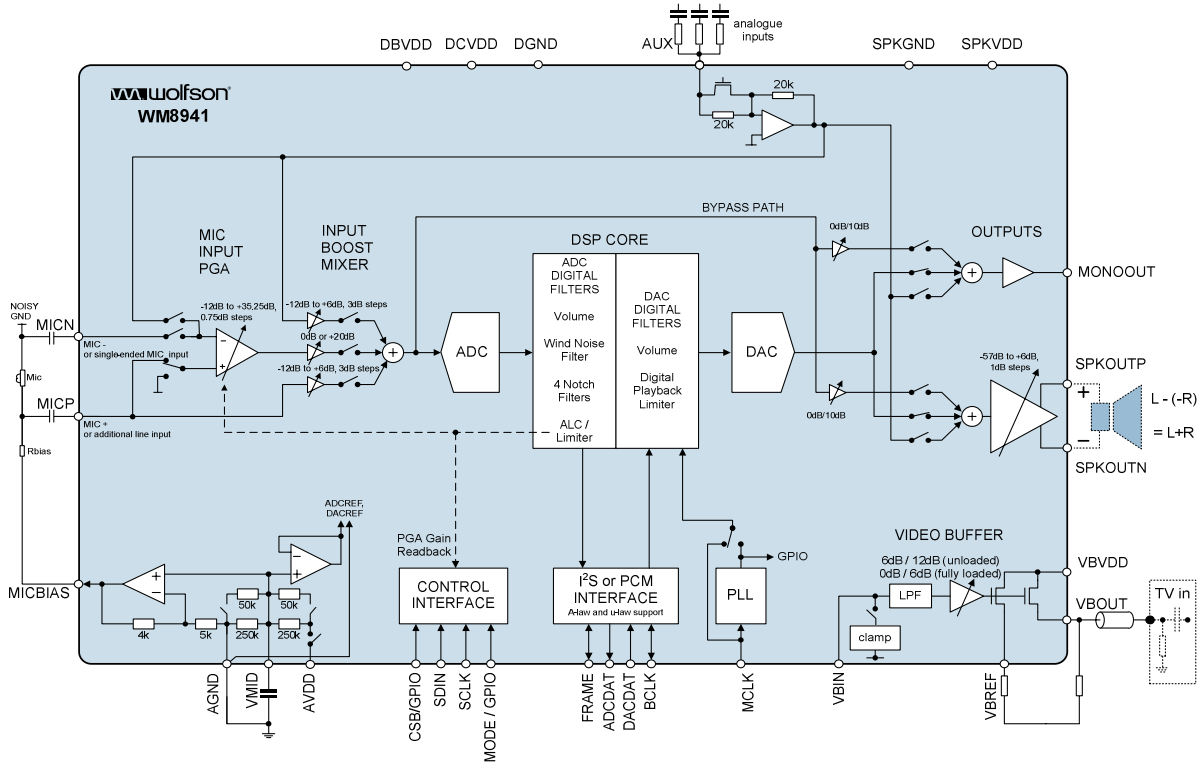 analogue
inputs
AUX
DBVDD
DCVDD
DGND
SPKGND
SPKVDD
wolfson®
WM8941
20k
20k
BYPASS PATH
MIC
INPUT
PGA
INPUT
BOOST
MIXER
DSP CORE
0dB/10dB
OUTPUTS
ADC
DIGITAL
FILTERS
Volume
Wind Noise
Filter
4 Notch
Filters
ALC /
Limiter
DAC
DIGITAL
FILTERS
Volume
Digital
Playback
Limiter
MONOOUT
NOISY
GND
MICN
-12dB to +35,25dB,
0.75dB steps
-12dB to +6dB, 3dB steps
MIC -
or single-ended MIC input
−
+
0dB or +20dB
+
ADC
DAC
+
-12dB to +6dB, 3dB steps
Mic
MICP
MIC +
or additional line input
Rbias
-57dB to +6dB,
1dB steps
0dB/10dB
+
SPKOUTP
+
−
L - (-R)
= L+R
SPKOUTN
ADCREF,
DACREF
PGA Gain
Readback
−
+
GPIO
VIDEO BUFFER
6dB / 12dB (unloaded)
0dB / 6dB (fully loaded)
VBVDD
MICBIAS
+
−
50k
50k
4k
5k
250k
250k
CONTROL
INTERFACE
I²S or PCM
INTERFACE
A-law and u-law support
PLL
LPF
clamp
VBOUT
TV in
AGND
VMID
AVDD
CSB/GPIO
SDIN
SCLK
MODE / GPIO
FRAME
ADCDAT
DACDAT
BCLK
MCLK
VBIN
VBREF